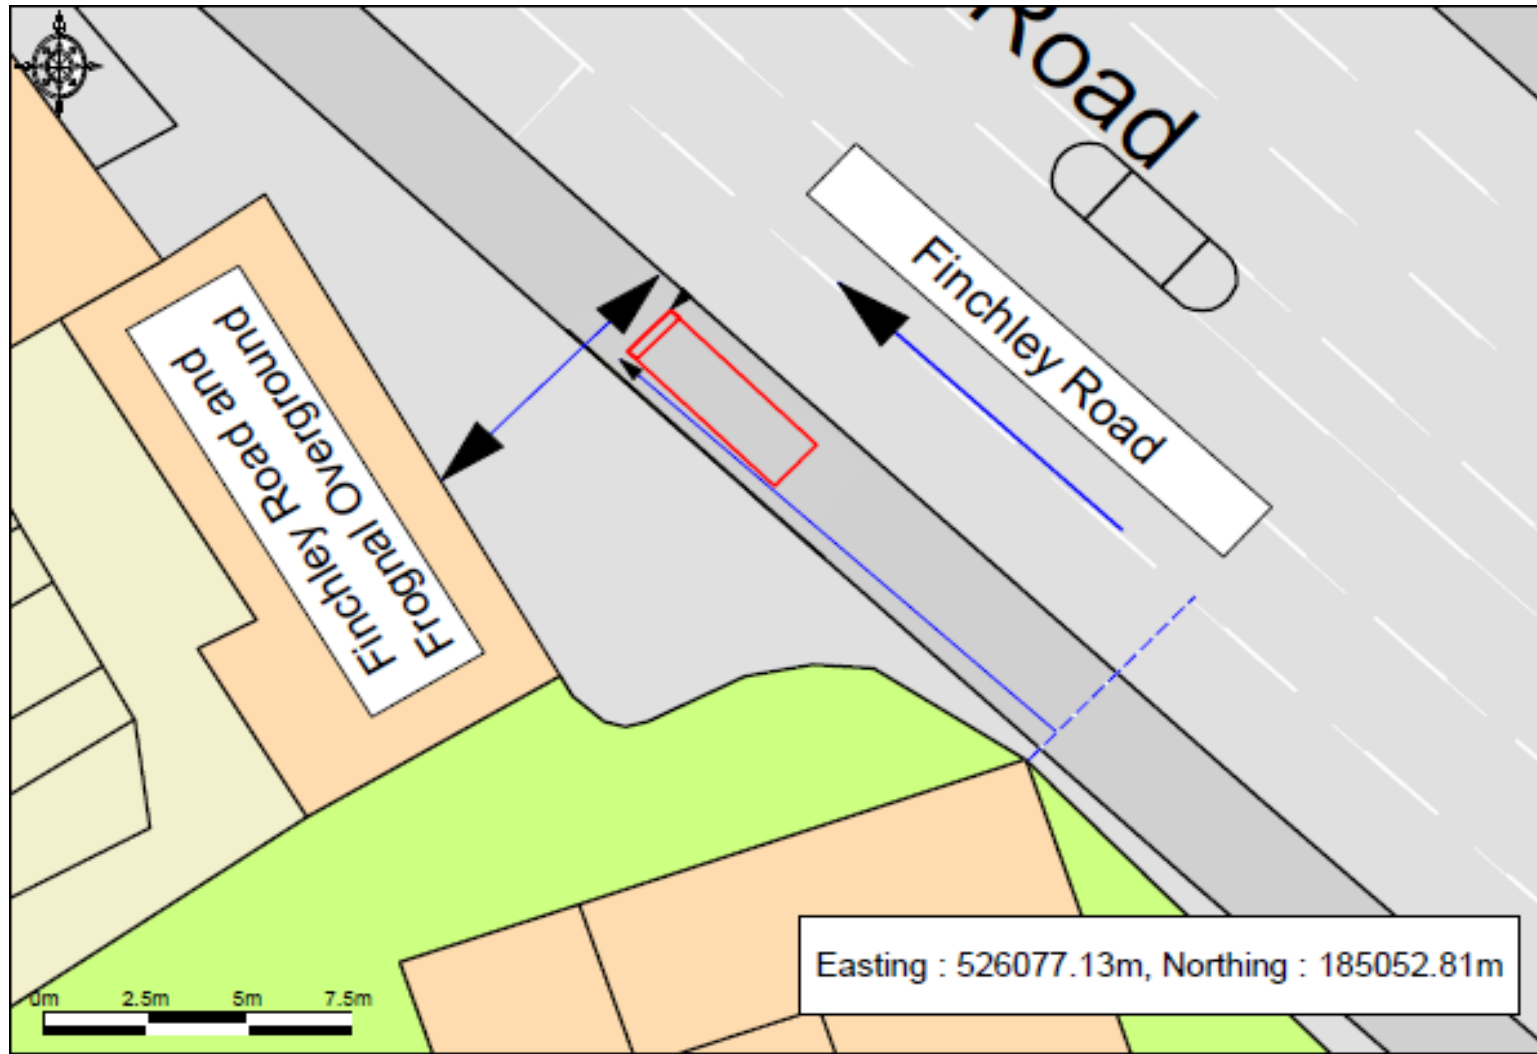 Road
Finchley Road
Finchley Road and
Frognal Overground
Easting : 526077.13m, Northing : 185052.81m
0m 2.5m 5m 7.5m